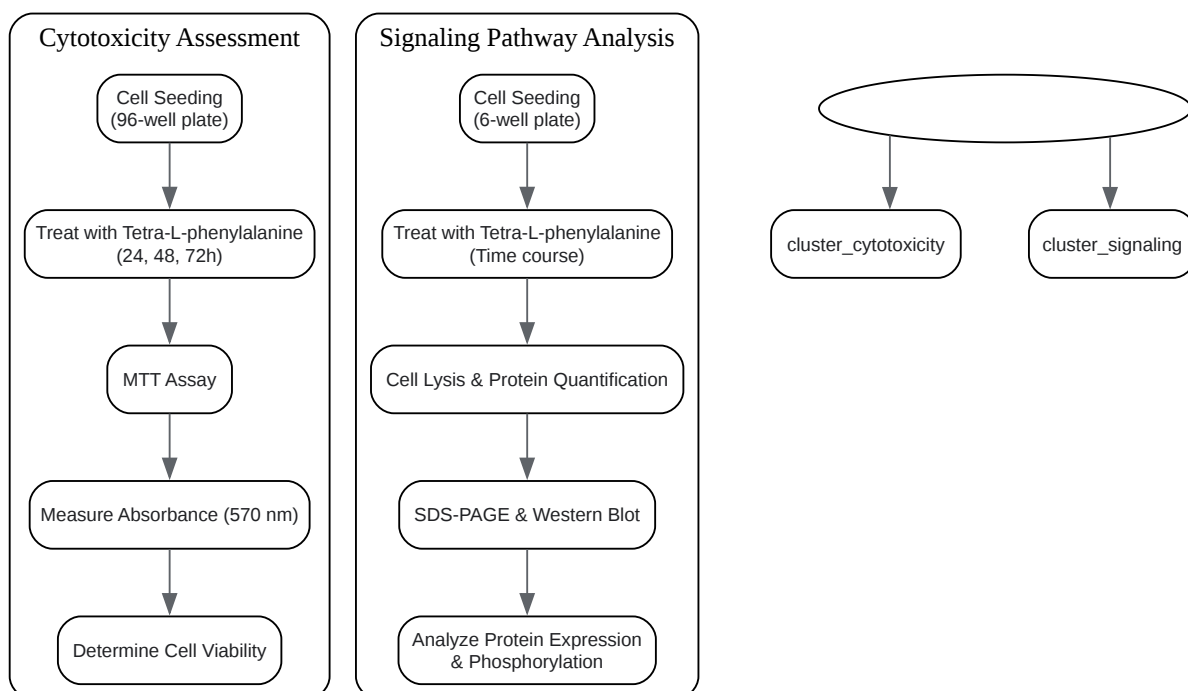 Cytotoxicity Assessment
Cell Seeding
(96-well plate)
Treat with Tetra-L-phenylalanine
(24, 48, 72h)
MTT Assay
Measure Absorbance (570 nm)
Determine Cell Viability
Signaling Pathway Analysis
Cell Seeding
(6-well plate)
Treat with Tetra-L-phenylalanine
(Time course)
Cell Lysis & Protein Quantification
SDS-PAGE & Western Blot
Analyze Protein Expression
& Phosphorylation
cluster_cytotoxicity
cluster_signaling